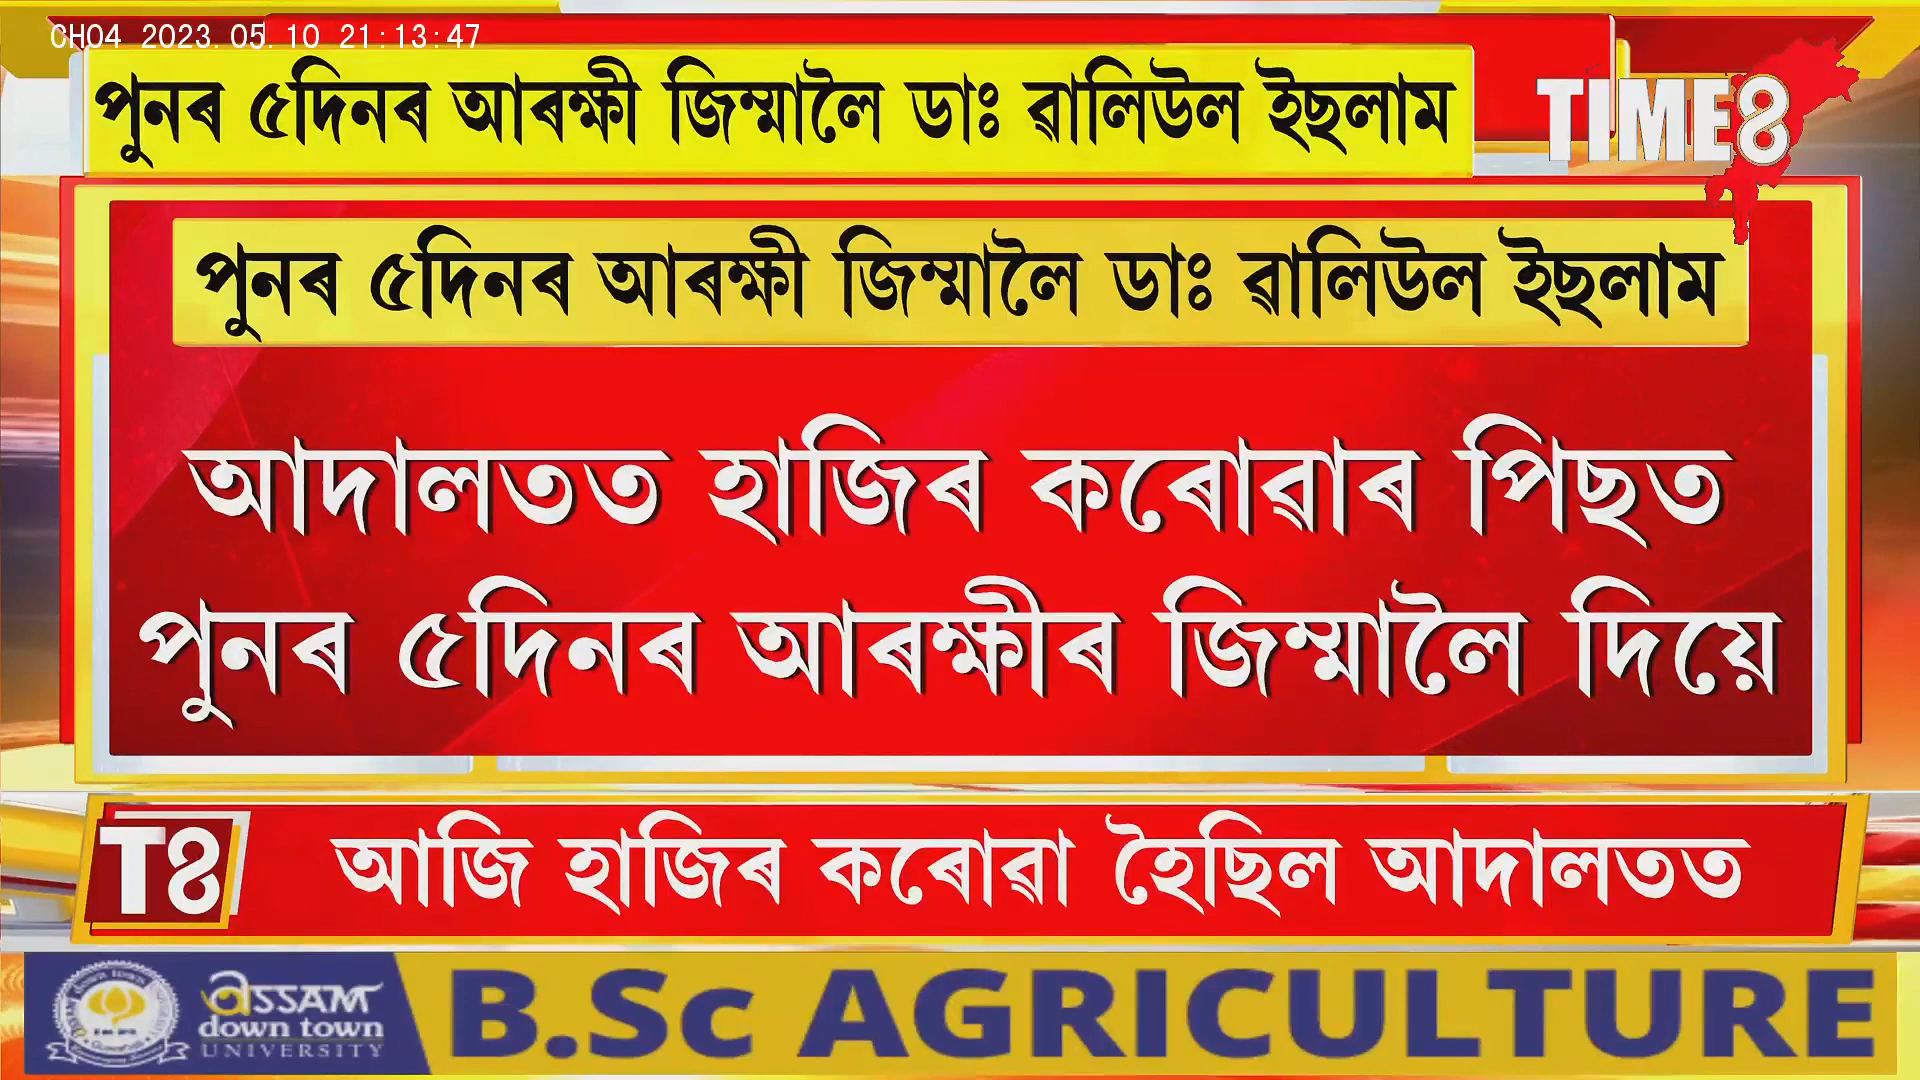 CH04 2023.05.10 21:13:47
পুনৰ ৫দিনৰ আৰক্ষী জিম্মালৈ ডাঃ ৱালিউল ইছলাম
TIME8
পুনৰ ৫দিনৰ আৰক্ষী জিম্মালৈ ডাঃ ৱালিউল ইছলাম
আদালতত হাজিৰ কৰোৱাৰ পিছত
পুনৰ ৫দিনৰ আৰক্ষীৰ জিম্মালৈ দিয়ে
T8 আজি হাজিৰ কৰোৱা হৈছিল আদালতত
ASSAM
down town
UNIVERSITY
B.Sc AGRICULTURE